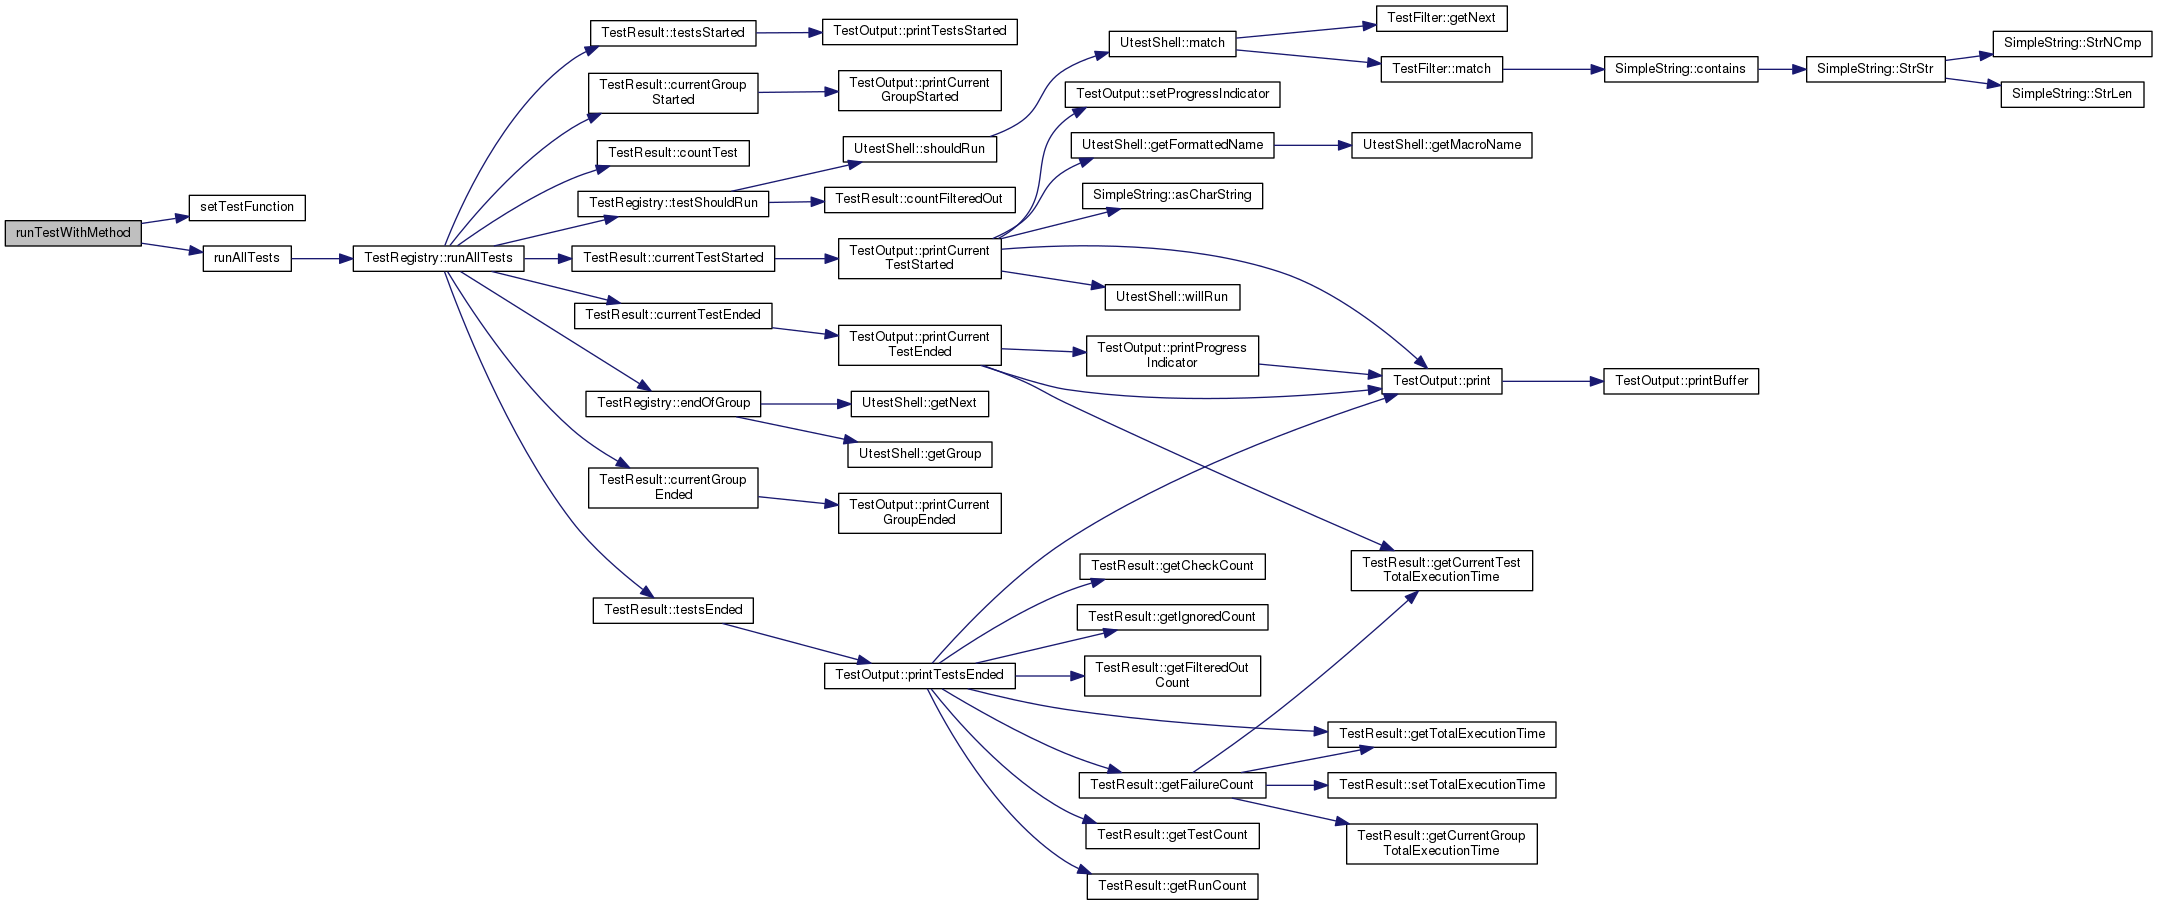 runTestWithMethod
setTestFunction
runAllTests
TestRegistry::runAllTests
TestResult::testsStarted
TestResult::currentGroup
Started
TestResult::countTest
TestRegistry::testShouldRun
TestResult::currentTestStarted
TestResult::currentTestEnded
TestRegistry::endOfGroup
TestResult::currentGroup
Ended
TestResult::testsEnded
TestOutput::printTestsStarted
TestOutput::printCurrent
GroupStarted
UtestShell::shouldRun
TestResult::countFilteredOut
TestOutput::printCurrent
TestStarted
TestOutput::printCurrent
TestEnded
UtestShell::getNext
UtestShell::getGroup
TestOutput::printCurrent
GroupEnded
TestOutput::printTestsEnded
UtestShell::match
TestOutput::setProgressIndicator
UtestShell::getFormattedName
SimpleString::asCharString
UtestShell::willRun
TestOutput::printProgress
Indicator
TestResult::getCheckCount
TestResult::getIgnoredCount
TestResult::getFilteredOut
Count
TestResult::getFailureCount
TestResult::getTestCount
TestResult::getRunCount
TestFilter::getNext
TestFilter::match
UtestShell::getMacroName
TestOutput::print
TestResult::getCurrentTest
TotalExecutionTime
TestResult::getTotalExecutionTime
TestResult::setTotalExecutionTime
TestResult::getCurrentGroup
TotalExecutionTime
SimpleString::contains
TestOutput::printBuffer
SimpleString::StrStr
SimpleString::StrNCmp
SimpleString::StrLen